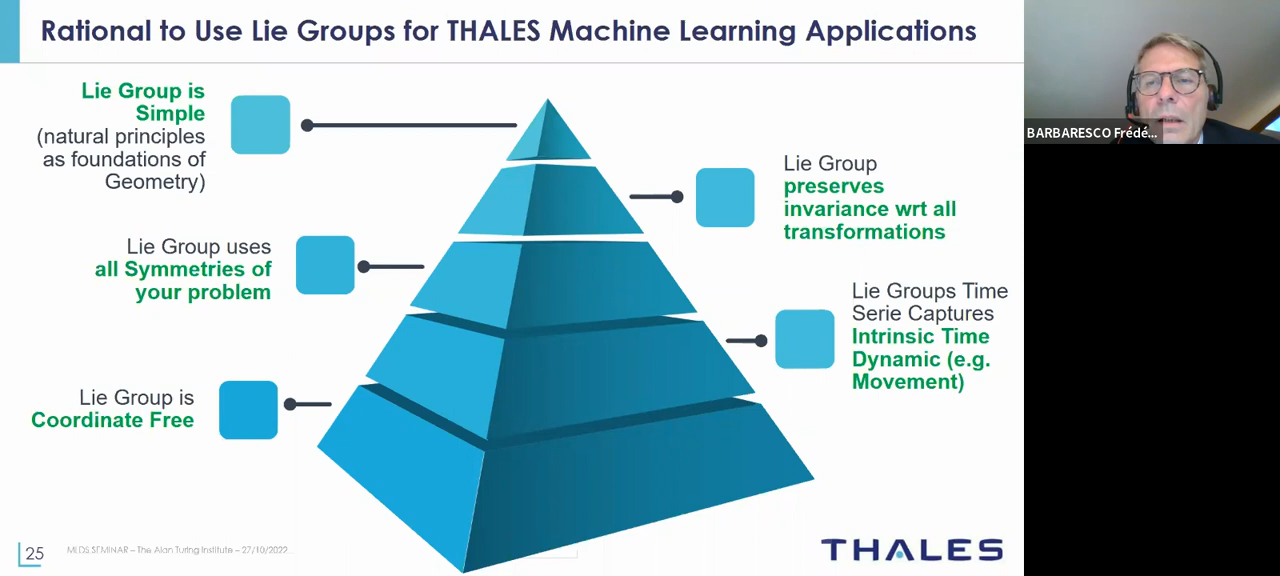 Rational to Use Lie Groups for THALES Machine Learning Applications
Lie Group is
Simple
(natural principles
as foundations of
Geometry)
Lie Group
preserves
invariance wrt all
transformations
Lie Group uses
all Symmetries of
your problem
Lie Groups Time
Serie Captures
Intrinsic Time
Dynamic (e.g.
Movement)
Lie Group is
Coordinate Free
25
MLDS SEMINAR – The Alan Turing Institute – 27/10/2022
THALES
BARBARESCO Frédé...